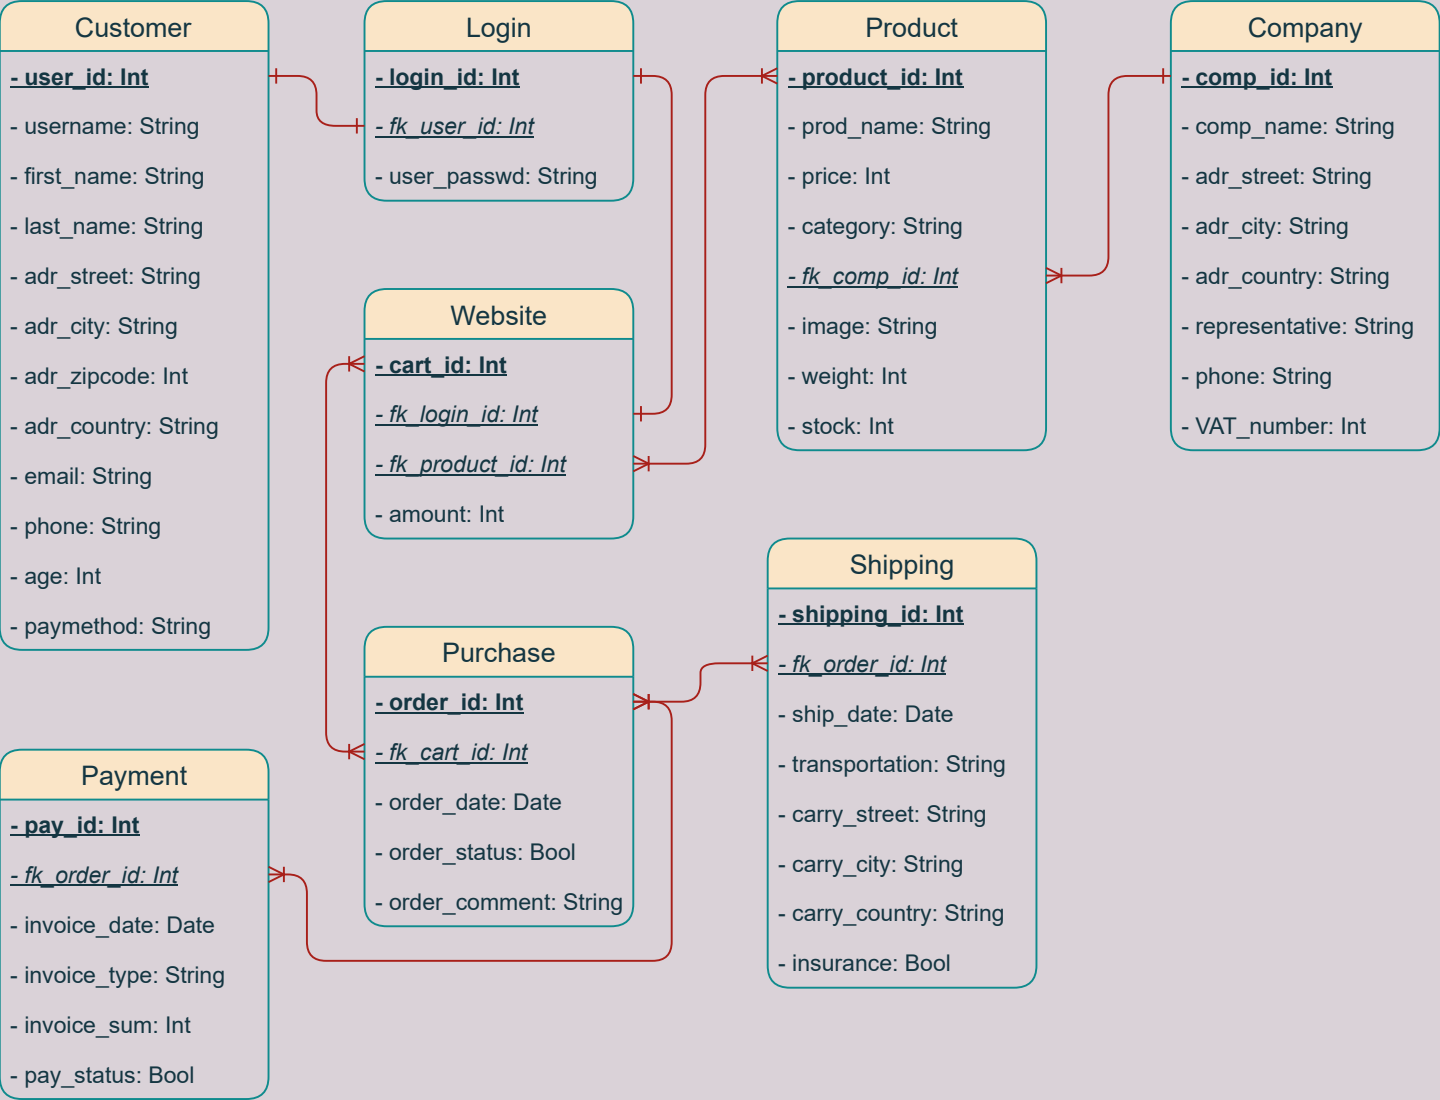 Customer
- user_id: Int
- username: String
- first_name: String
- last_name: String
- adr_street: String
- adr_city: String
- adr_zipcode: Int
- adr_country: String
- email: String
- phone: String
- age: Int
- paymethod: String
Login
- login_id: Int
- fk_user_id: Int
- user_passwd: String
Product
- product_id: Int
- prod_name: String
- price: Int
- category: String
- fk_comp_id: Int
- image: String
- weight: Int
- stock: Int
Company
- comp_id: Int
- comp_name: String
- adr_street: String
- adr_city: String
- adr_country: String
- representative: String
- phone: String
- VAT_number: Int
Website
- cart_id: Int
- fk_login_id: Int
- fk_product_id: Int
- amount: Int
Shipping
- shipping_id: Int
- fk_order_id: Int
- ship_date: Date
- transportation: String
- carry_street: String
- carry_city: String
- carry_country: String
- insurance: Bool
Purchase
- order_id: Int
- fk_cart_id: Int
- order_date: Date
- order_status: Bool
- order_comment: String
Payment
- pay_id: Int
- fk_order_id: Int
- invoice_date: Date
- invoice_type: String
- invoice_sum: Int
- pay_status: Bool